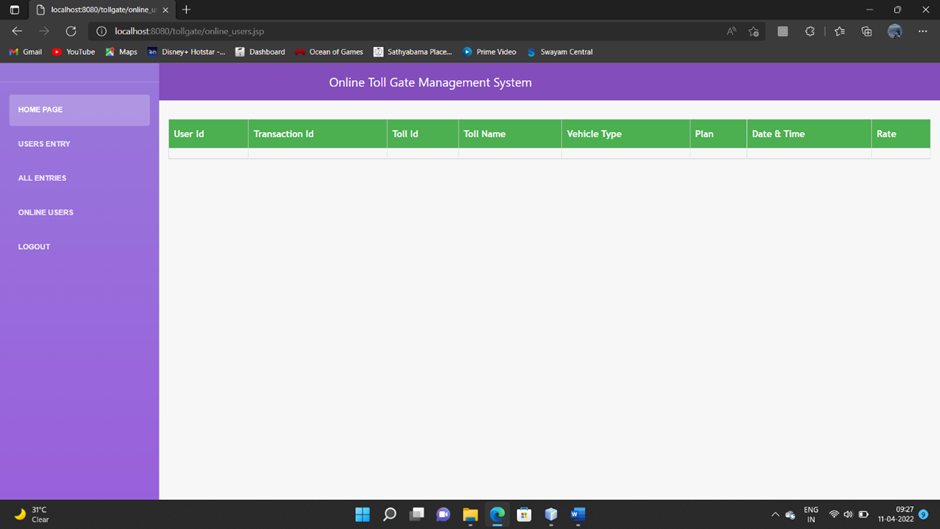 localhost:8080/tollgate/online_us
localhost:8080/tollgate/online_users.jsp
Gmail YouTube Maps Disney+ Hotstar -... Dashboard Ocean of Games Sathyabama Place... Prime Video Swayam Central
Online Toll Gate Management System
HOME PAGE
USERS ENTRY
ALL ENTRIES
ONLINE USERS
LOGOUT
User Id Transaction Id Toll Id Toll Name Vehicle Type Plan Date & Time Rate
31°C
Clear
ENG
IN
09:27
11-04-2022